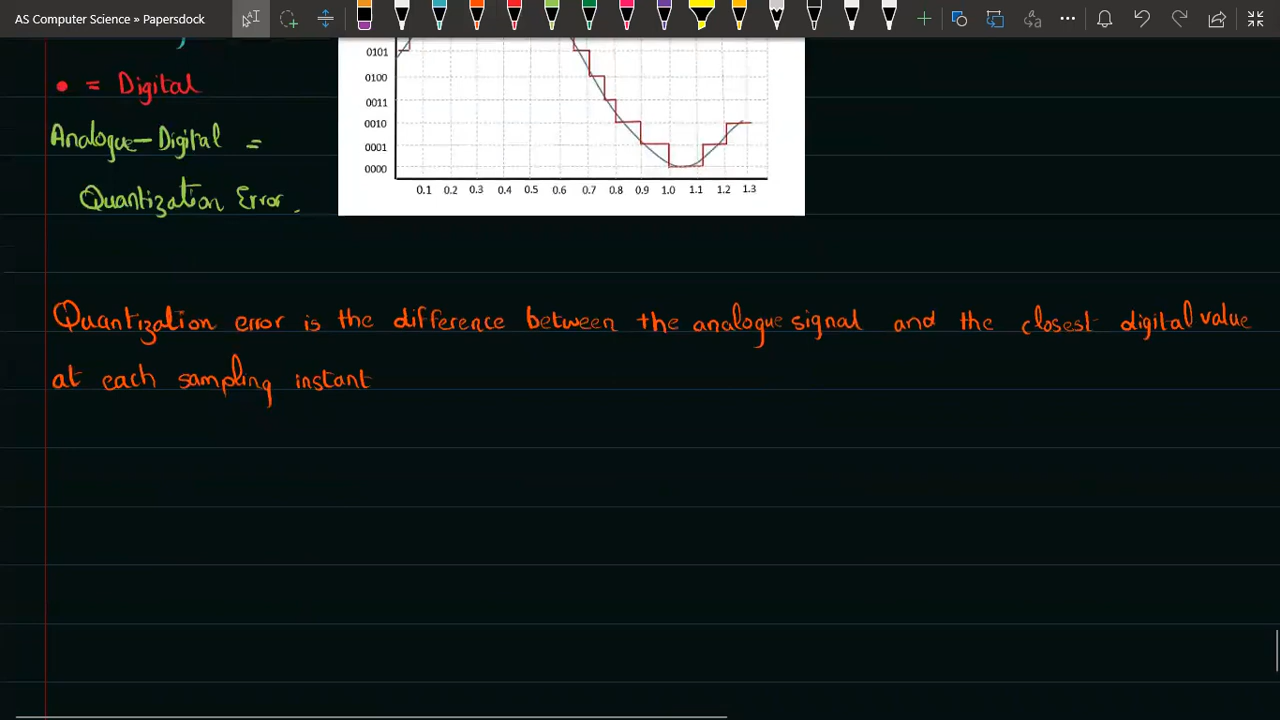 AS Computer Science » Papersdock
• = Digital
Analogue-Digital =
Quantization Error.
0101
0100
0011
0010
0001
0000
0.1 0.2 0.3 0.4 0.5 0.6 0.7 0.8 0.9 1.0 1.1 1.2 1.3
Quantization error is the difference between the analogue signal and the closest digital value
at each sampling instant